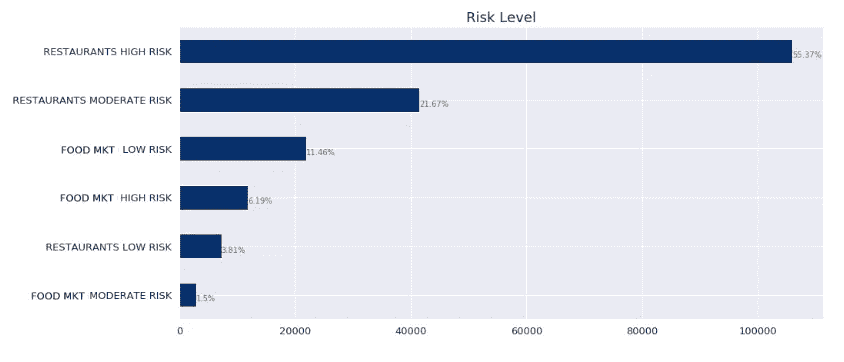 Risk Level
RESTAURANTS HIGH RISK
55.37%
RESTAURANTS MODERATE RISK
21.67%
FOOD MKT LOW RISK
11.46%
FOOD MKT HIGH RISK
6.19%
RESTAURANTS LOW RISK
3.81%
FOOD MKT MODERATE RISK
1.5%
0 20000 40000 60000 80000 100000